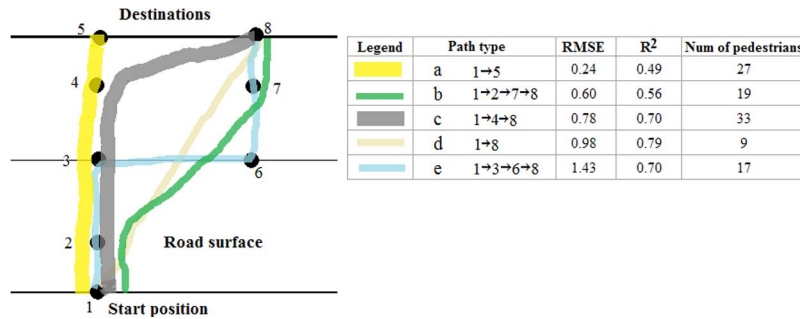 Destinations
5
8
4
7
3
6
2
Road surface
1
Start position
Legend Path type RMSE R² Num of pedestrians
a 1→5 0.24 0.49 27
b 1→2→7→8 0.60 0.56 19
c 1→4→8 0.78 0.70 33
d 1→8 0.98 0.79 9
e 1→3→6→8 1.43 0.70 17